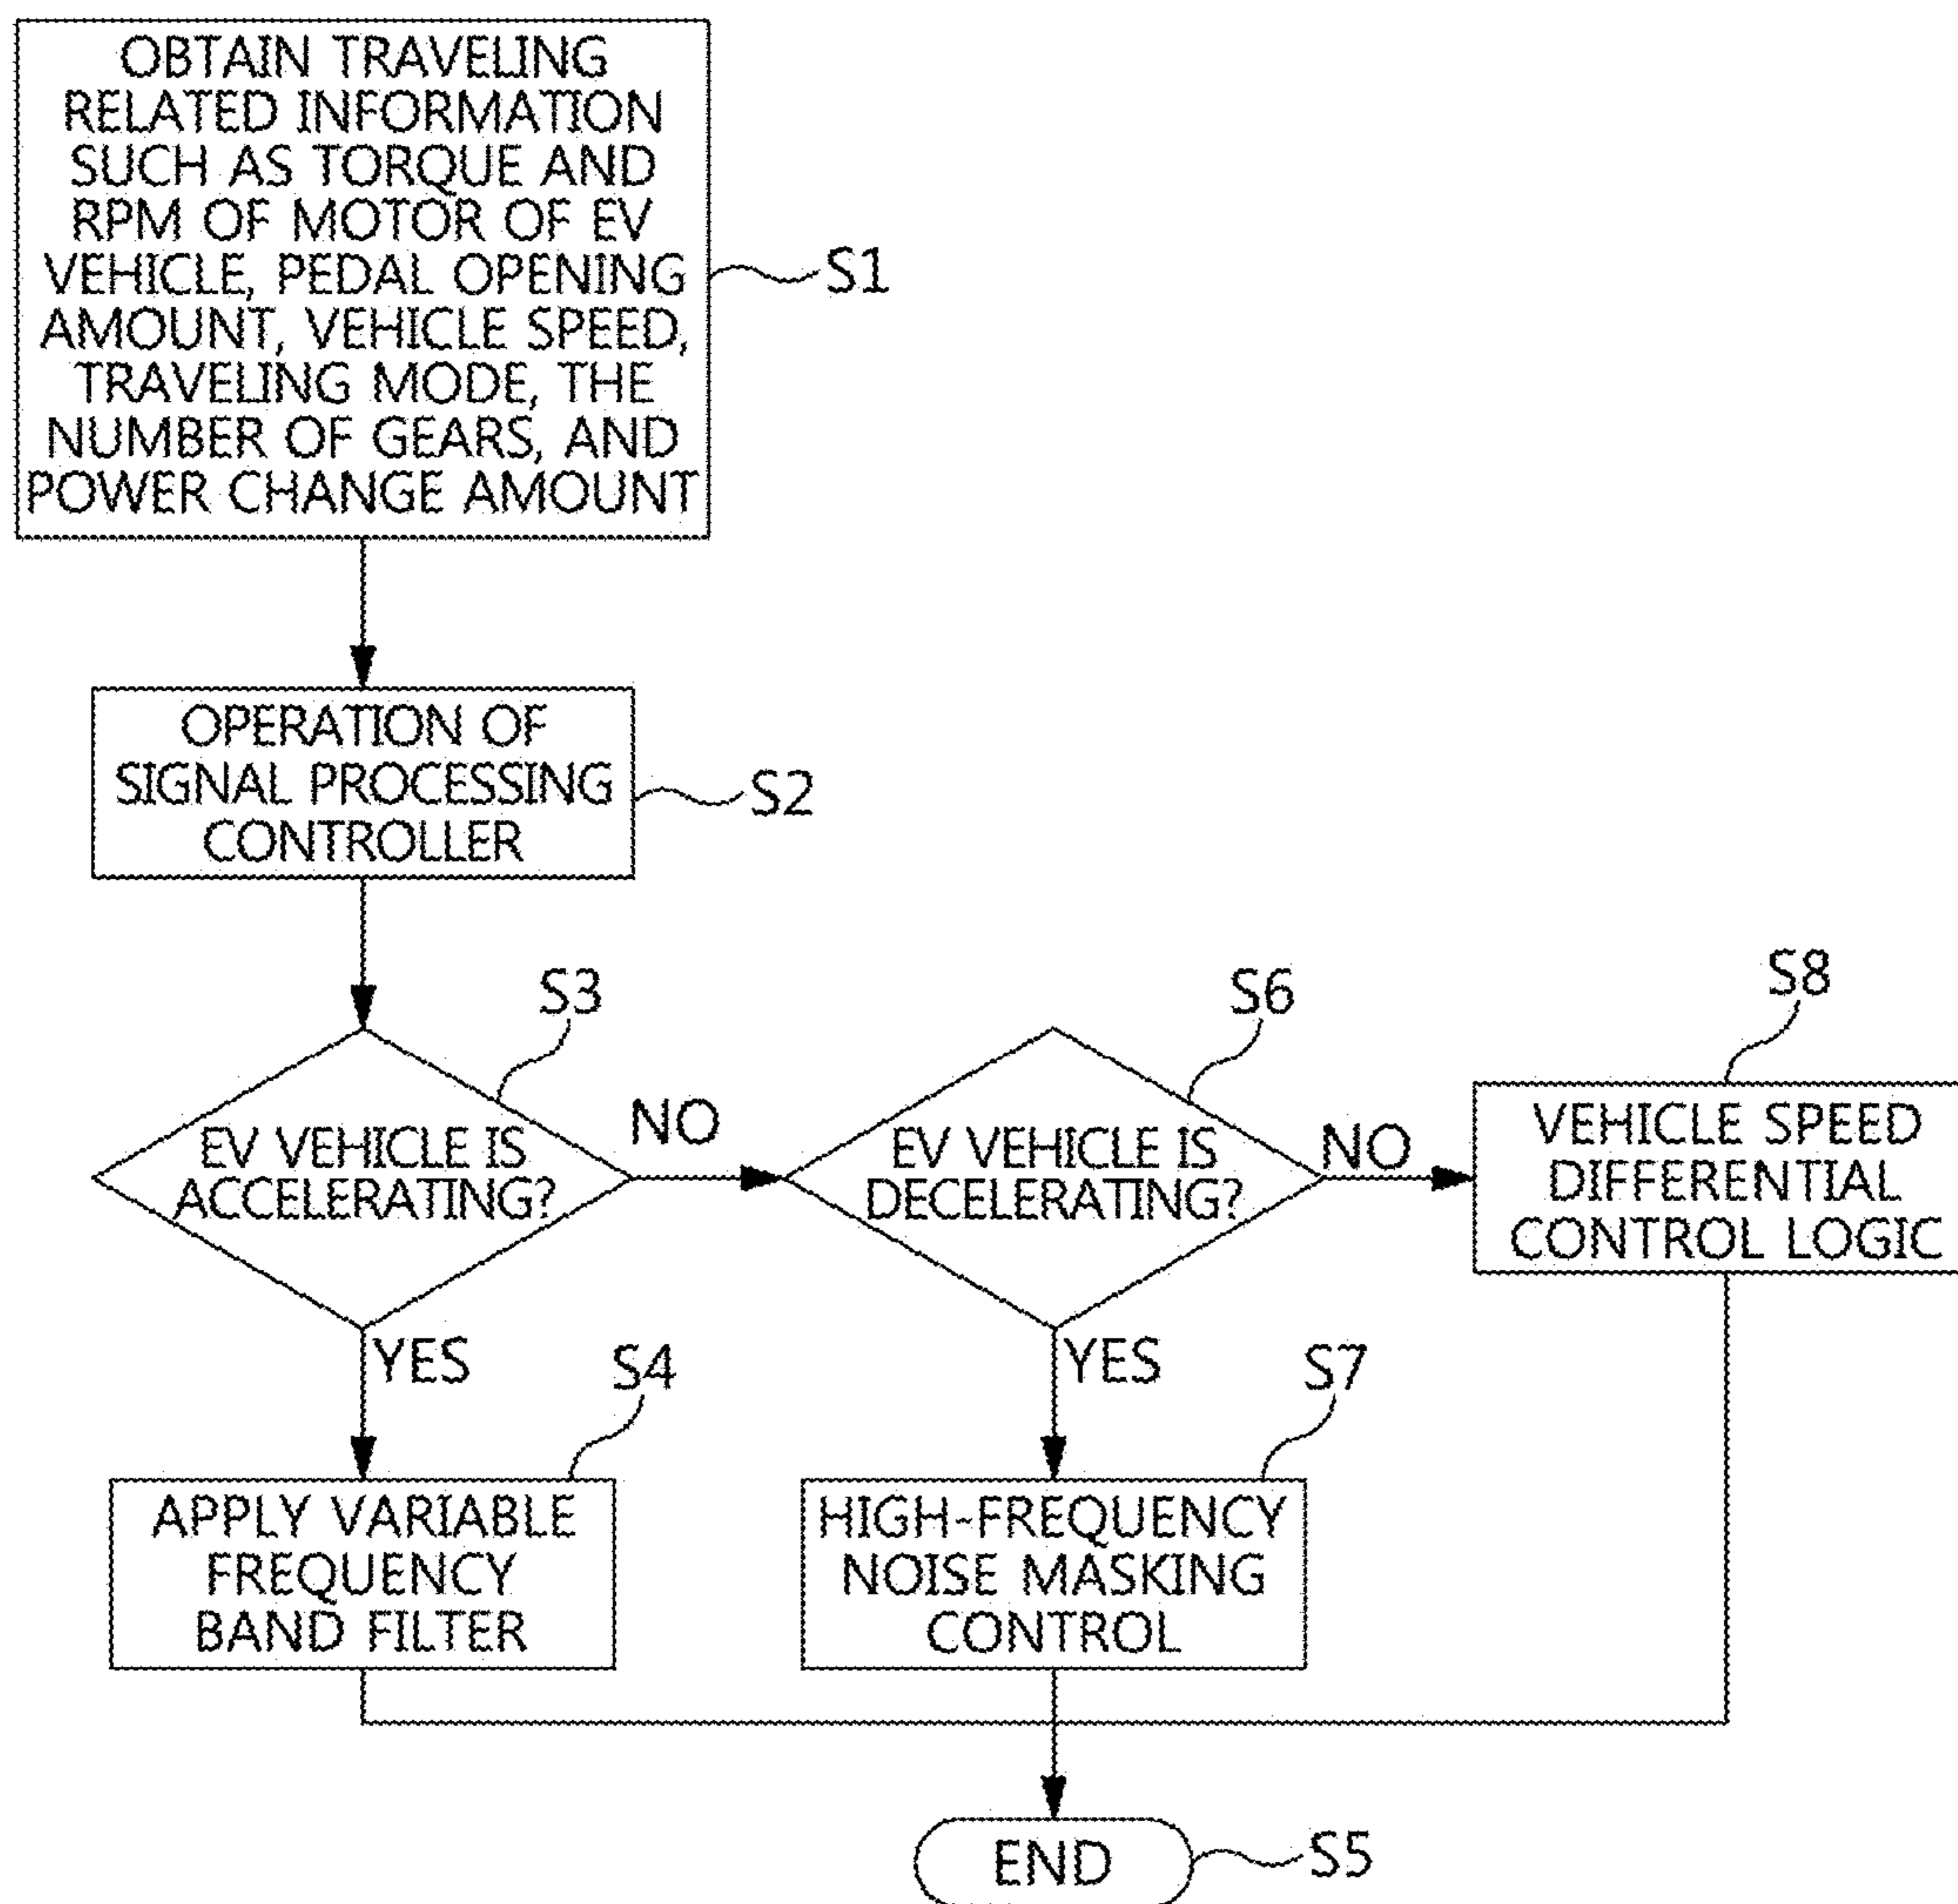 OBTAIN TRAVELING
RELATED INFORMATION
SUCH AS TORQUE AND
RPM OF MOTOR OF EV
VEHICLE, PEDAL OPENING
AMOUNT, VEHICLE SPEED,
TRAVELING MODE, THE
NUMBER OF GEARS, AND
POWER CHANGE AMOUNT
S1
OPERATION OF
SIGNAL PROCESSING
CONTROLLER
S2
S3
EV VEHICLE IS
ACCELERATING?
NO
S6
EV VEHICLE IS
DECELERATING?
NO
S8
VEHICLE SPEED
DIFFERENTIAL
CONTROL LOGIC
YES
S4
APPLY VARIABLE
FREQUENCY
BAND FILTER
YES
S7
HIGH-FREQUENCY
NOISE MASKING
CONTROL
END
S5